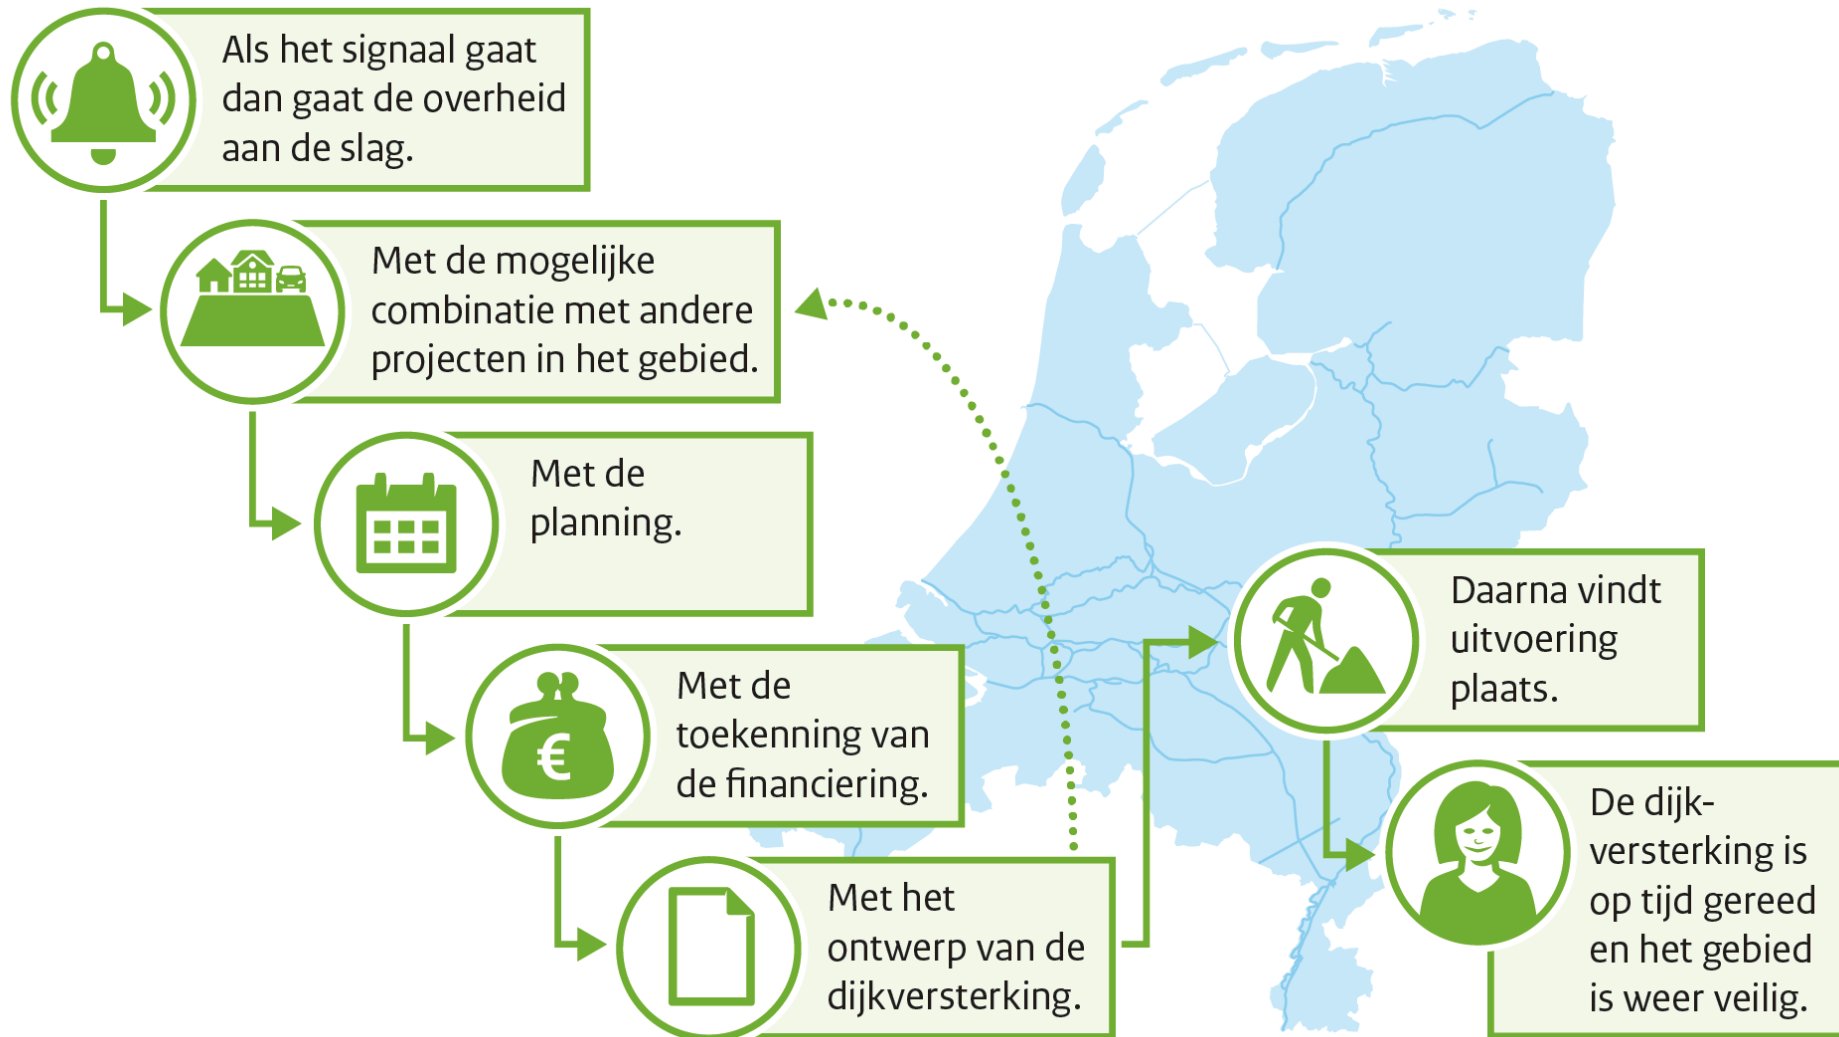 Als het signaal gaat
dan gaat de overheid
aan de slag.
Met de mogelijke
combinatie met andere
projecten in het gebied.
Met de
planning.
Met de
toekenning van
de financiering.
€
Met het
ontwerp van de
dijkversterking.
Daarna vindt
uitvoering
plaats.
De dijk-
versterking is
op tijd gereed
en het gebied
is weer veilig.